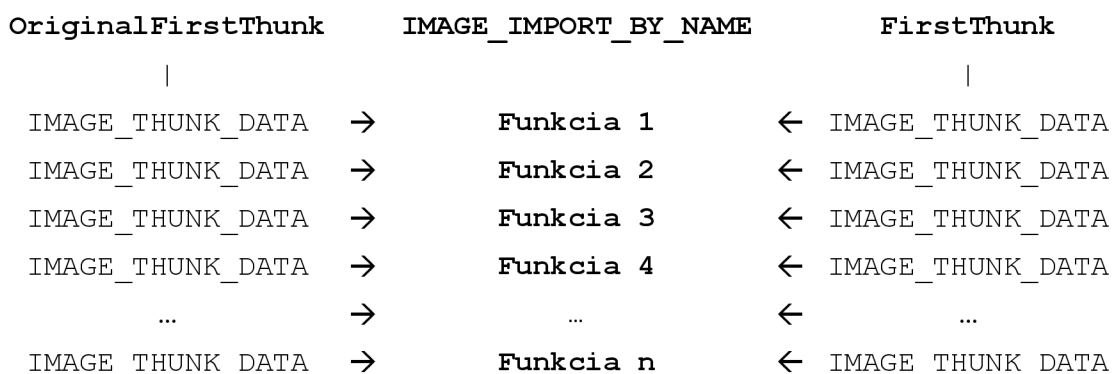 OriginalFirstThunk IMAGE_IMPORT_BY_NAME FirstThunk
| |
IMAGE_THUNK_DATA → Funkcia 1 ← IMAGE_THUNK_DATA
IMAGE_THUNK_DATA → Funkcia 2 ← IMAGE_THUNK_DATA
IMAGE_THUNK_DATA → Funkcia 3 ← IMAGE_THUNK_DATA
IMAGE_THUNK_DATA → Funkcia 4 ← IMAGE_THUNK_DATA
… → … ← …
IMAGE_THUNK_DATA → Funkcia n ← IMAGE_THUNK_DATA